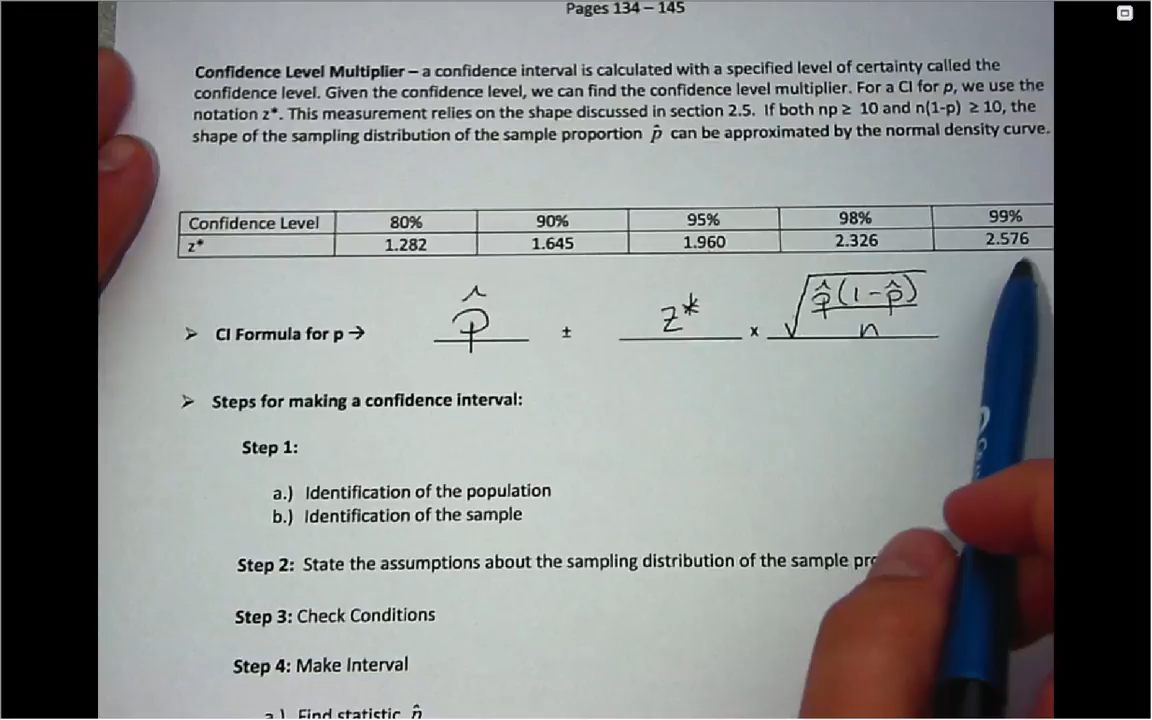 Pages 134 – 145
Confidence Level Multiplier – a confidence interval is calculated with a specified level of certainty called the
confidence level. Given the confidence level, we can find the confidence level multiplier. For a CI for p, we use the
notation z*. This measurement relies on the shape discussed in section 2.5. If both np ≥ 10 and n(1-p) ≥ 10, the
shape of the sampling distribution of the sample proportion p̂ can be approximated by the normal density curve.
Confidence Level 80% 90% 95% 98% 99%
z* 1.282 1.645 1.960 2.326 2.576
➢ CI Formula for p → p̂ ± z* x √(p̂(1-p̂)/n)
➢ Steps for making a confidence interval:
Step 1:
a.) Identification of the population
b.) Identification of the sample
Step 2: State the assumptions about the sampling distribution of the sample
Step 3: Check Conditions
Step 4: Make Interval
a.) Find statistic p̂